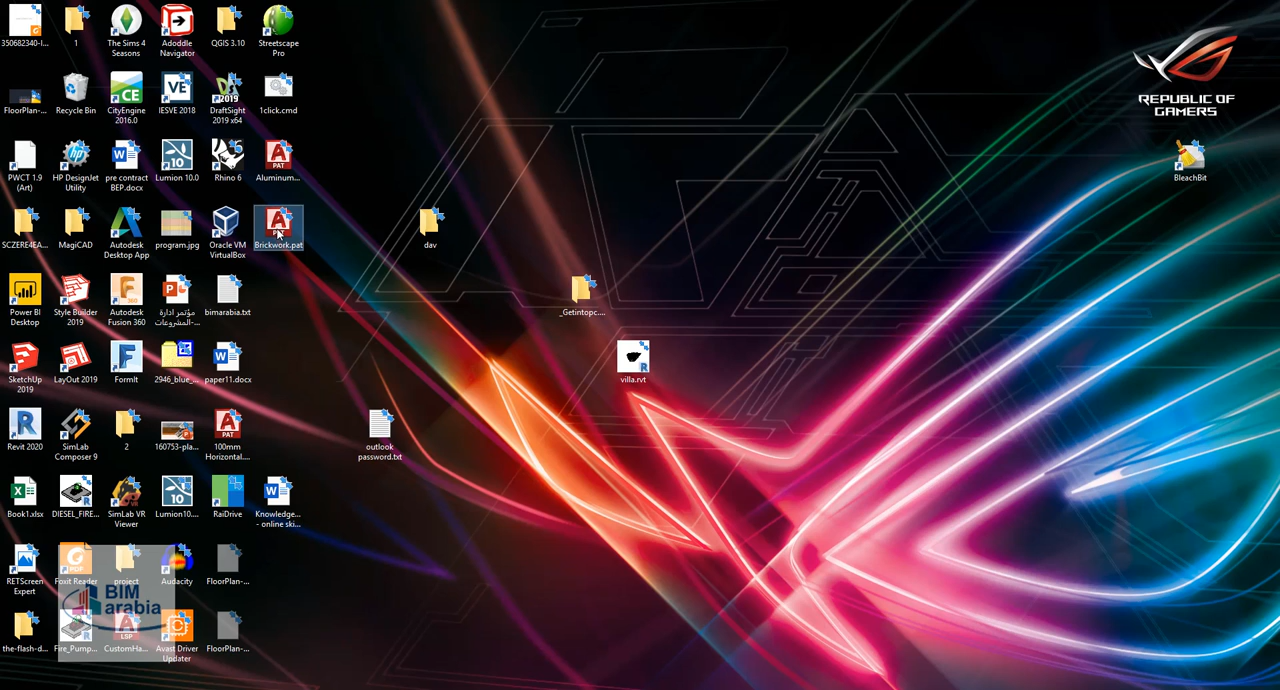 350682340-I...
1
The Sims 4
Seasons
Adoddle
Navigator
QGIS 3.10
Streetscape
Pro
REPUBLIC OF
GAMERS
FloorPlan-...
Recycle Bin
CityEngine
2016.0
IESVE 2018
DraftSight
2019 x64
1click.cmd
PWCT 1.9
(Art)
HP DesignJet
Utility
pre contract
BEP.docx
Lumion 10.0
Rhino 6
Aluminum...
BleachBit
SCZERE4EA...
MagiCAD
Autodesk
Desktop App
program.jpg
Oracle VM
VirtualBox
Brickwork.pat
dav
Power BI
Desktop
Style Builder
2019
Autodesk
Fusion 360
مؤتمر ادارة
المشروعات-...
bimarabia.txt
_Getintopc....
SketchUp
2019
LayOut 2019
FormIt
2946_blue_...
paper11.docx
villa.rvt
Revit 2020
SimLab
Composer 9
2
160753-pla...
100mm
Horizontal....
outlook
password.txt
Book1.xlsx
DIESEL_FIRE...
SimLab VR
Viewer
Lumion10....
RaiDrive
Knowledge...
- online ski...
RETScreen
Expert
Foxit Reader
project
Audacity
FloorPlan-...
BIM
arabia
the-flash-d...
Fire_Pump...
CustomHa...
Avast Driver
Updater
FloorPlan-...